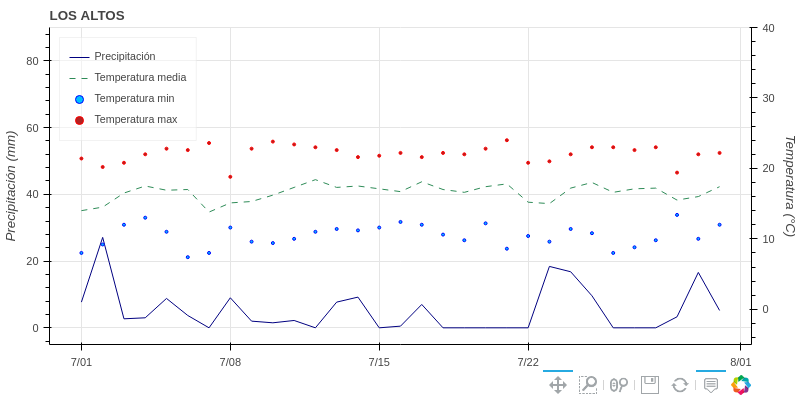 LOS ALTOS
Precipitación
Temperatura media
Temperatura min
Temperatura max
Precipitación (mm)
80
60
40
20
0
Temperatura (°C)
40
30
20
10
0
7/01
7/08
7/15
7/22
8/01